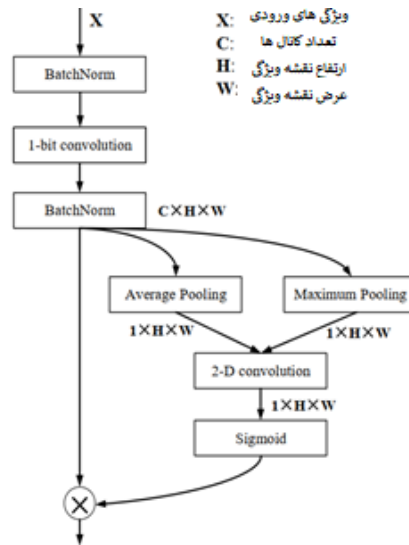 X
X: ویژگی های ورودی
C: تعداد کانال ها
H: ارتفاع نقشه ویژگی
W: عرض نقشه ویژگی
BatchNorm
1-bit convolution
BatchNorm
C×H×W
Average Pooling
Maximum Pooling
1×H×W
1×H×W
2-D convolution
1×H×W
Sigmoid
×